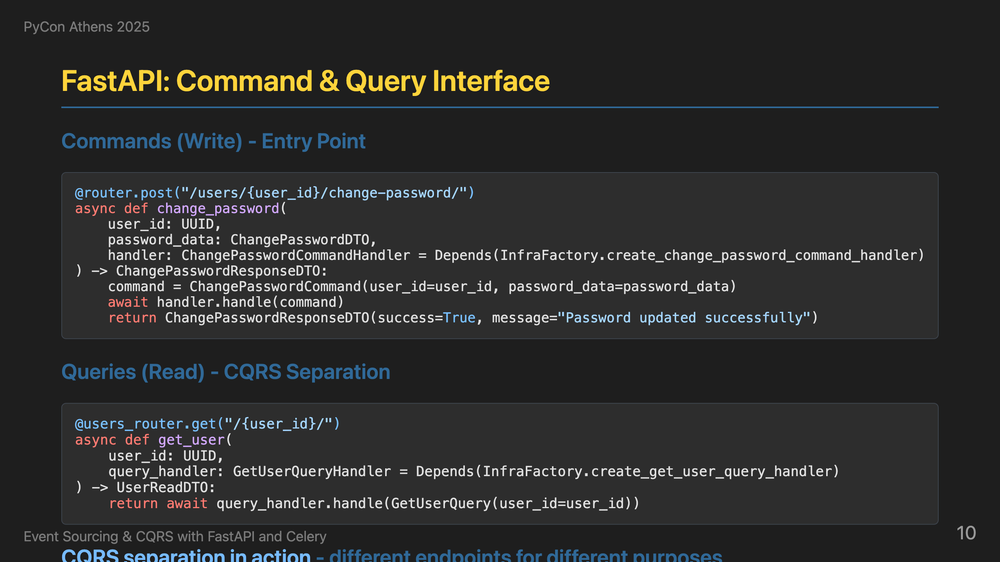 PyCon Athens 2025
FastAPI: Command & Query Interface
Commands (Write) - Entry Point
@router.post("/users/{user_id}/change-password/")
async def change_password(
    user_id: UUID,
    password_data: ChangePasswordDTO,
    handler: ChangePasswordCommandHandler = Depends(InfraFactory.create_change_password_command_handler)
) -> ChangePasswordResponseDTO:
    command = ChangePasswordCommand(user_id=user_id, password_data=password_data)
    await handler.handle(command)
    return ChangePasswordResponseDTO(success=True, message="Password updated successfully")
Queries (Read) - CQRS Separation
@users_router.get("/{user_id}/")
async def get_user(
    user_id: UUID,
    query_handler: GetUserQueryHandler = Depends(InfraFactory.create_get_user_query_handler)
) -> UserReadDTO:
    return await query_handler.handle(GetUserQuery(user_id=user_id))
Event Sourcing & CQRS with FastAPI and Celery
10
CQRS separation in action - different endpoints for different purposes